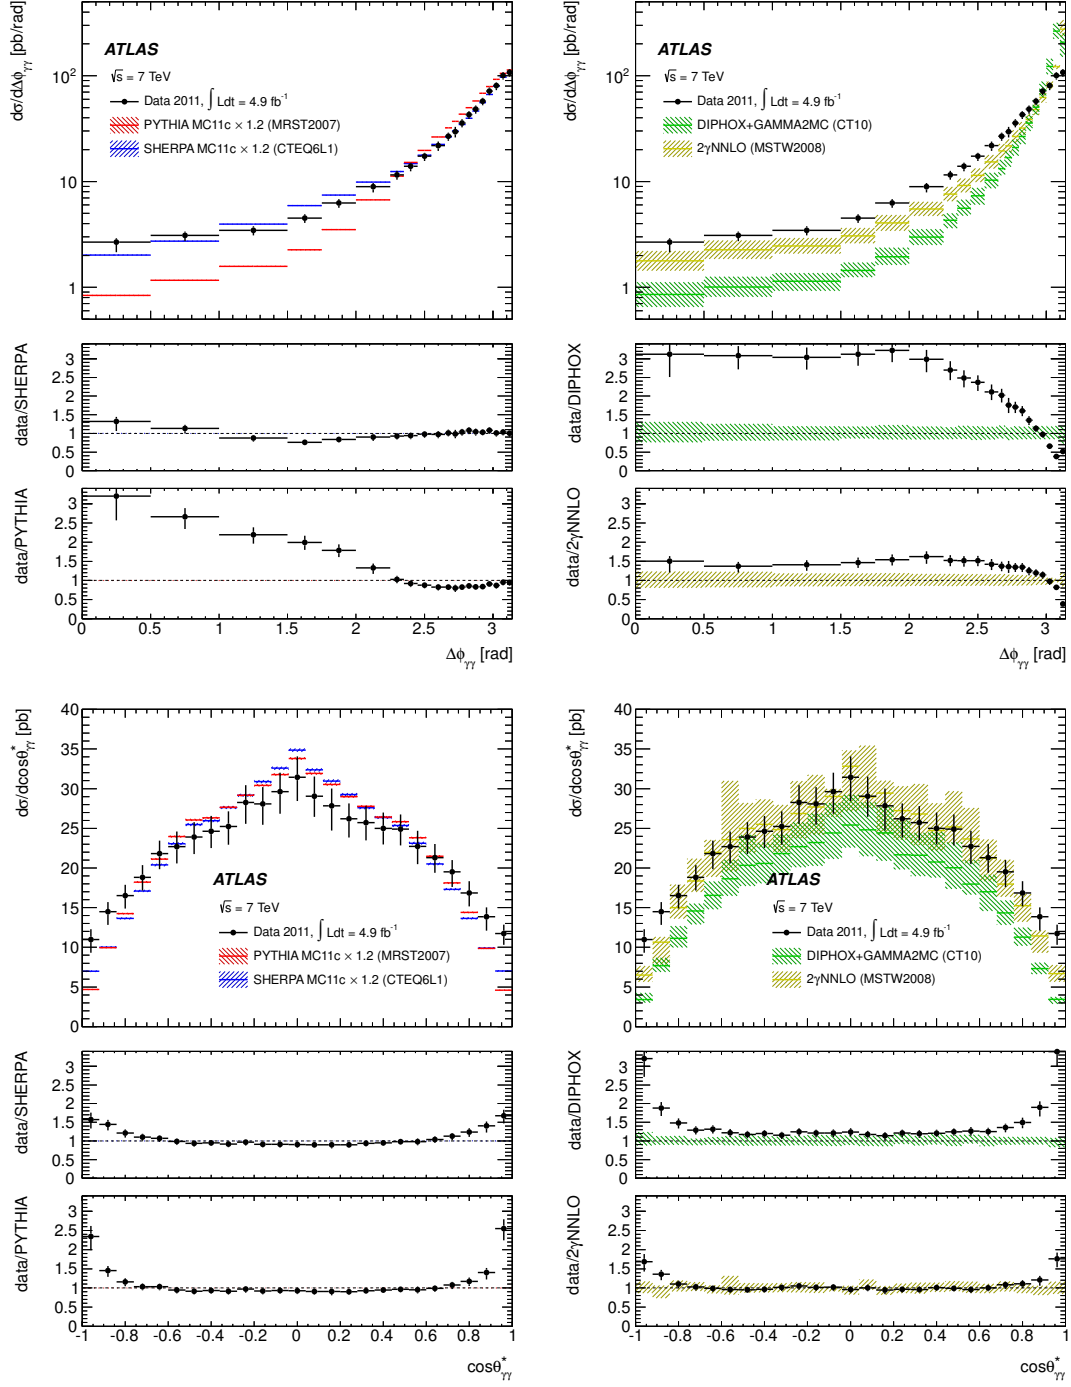 dσ/dΔϕγγ [pb/rad]
10²
10
1
ATLAS
√s = 7 TeV
Data 2011, ∫ Ldt = 4.9 fb⁻¹
PYTHIA MC11c × 1.2 (MRST2007)
SHERPA MC11c × 1.2 (CTEQ6L1)
data/SHERPA
3
2.5
2
1.5
1
0.5
0
data/PYTHIA
3
2.5
2
1.5
1
0.5
0
0 0.5 1 1.5 2 2.5 3
Δϕγγ [rad]
dσ/dΔϕγγ [pb/rad]
10²
10
1
ATLAS
√s = 7 TeV
Data 2011, ∫ Ldt = 4.9 fb⁻¹
DIPHOX+GAMMA2MC (CT10)
2γNNLO (MSTW2008)
data/DIPHOX
3
2.5
2
1.5
1
0.5
0
data/2γNNLO
3
2.5
2
1.5
1
0.5
0
0 0.5 1 1.5 2 2.5 3
Δϕγγ [rad]
dσ/dcosθ*γγ [pb]
40
35
30
25
20
15
10
5
0
ATLAS
√s = 7 TeV
Data 2011, ∫ Ldt = 4.9 fb⁻¹
PYTHIA MC11c × 1.2 (MRST2007)
SHERPA MC11c × 1.2 (CTEQ6L1)
data/SHERPA
3
2.5
2
1.5
1
0.5
0
data/PYTHIA
3
2.5
2
1.5
1
0.5
0
-1 -0.8 -0.6 -0.4 -0.2 0 0.2 0.4 0.6 0.8 1
cosθ*γγ
dσ/dcosθ*γγ [pb]
40
35
30
25
20
15
10
5
0
ATLAS
√s = 7 TeV
Data 2011, ∫ Ldt = 4.9 fb⁻¹
DIPHOX+GAMMA2MC (CT10)
2γNNLO (MSTW2008)
data/DIPHOX
3
2.5
2
1.5
1
0.5
0
data/2γNNLO
3
2.5
2
1.5
1
0.5
0
-1 -0.8 -0.6 -0.4 -0.2 0 0.2 0.4 0.6 0.8 1
cosθ*γγ